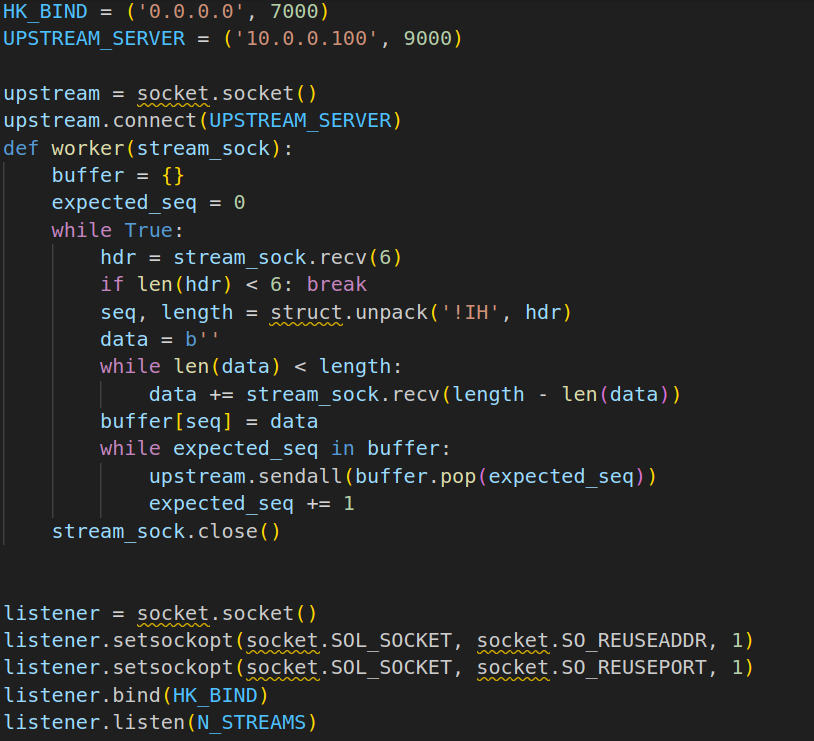 HK_BIND = ('0.0.0.0', 7000)
UPSTREAM_SERVER = ('10.0.0.100', 9000)

upstream = socket.socket()
upstream.connect(UPSTREAM_SERVER)
def worker(stream_sock):
    buffer = {}
    expected_seq = 0
    while True:
        hdr = stream_sock.recv(6)
        if len(hdr) < 6: break
        seq, length = struct.unpack('!IH', hdr)
        data = b''
        while len(data) < length:
            data += stream_sock.recv(length - len(data))
        buffer[seq] = data
        while expected_seq in buffer:
            upstream.sendall(buffer.pop(expected_seq))
            expected_seq += 1
    stream_sock.close()


listener = socket.socket()
listener.setsockopt(socket.SOL_SOCKET, socket.SO_REUSEADDR, 1)
listener.setsockopt(socket.SOL_SOCKET, socket.SO_REUSEPORT, 1)
listener.bind(HK_BIND)
listener.listen(N_STREAMS)